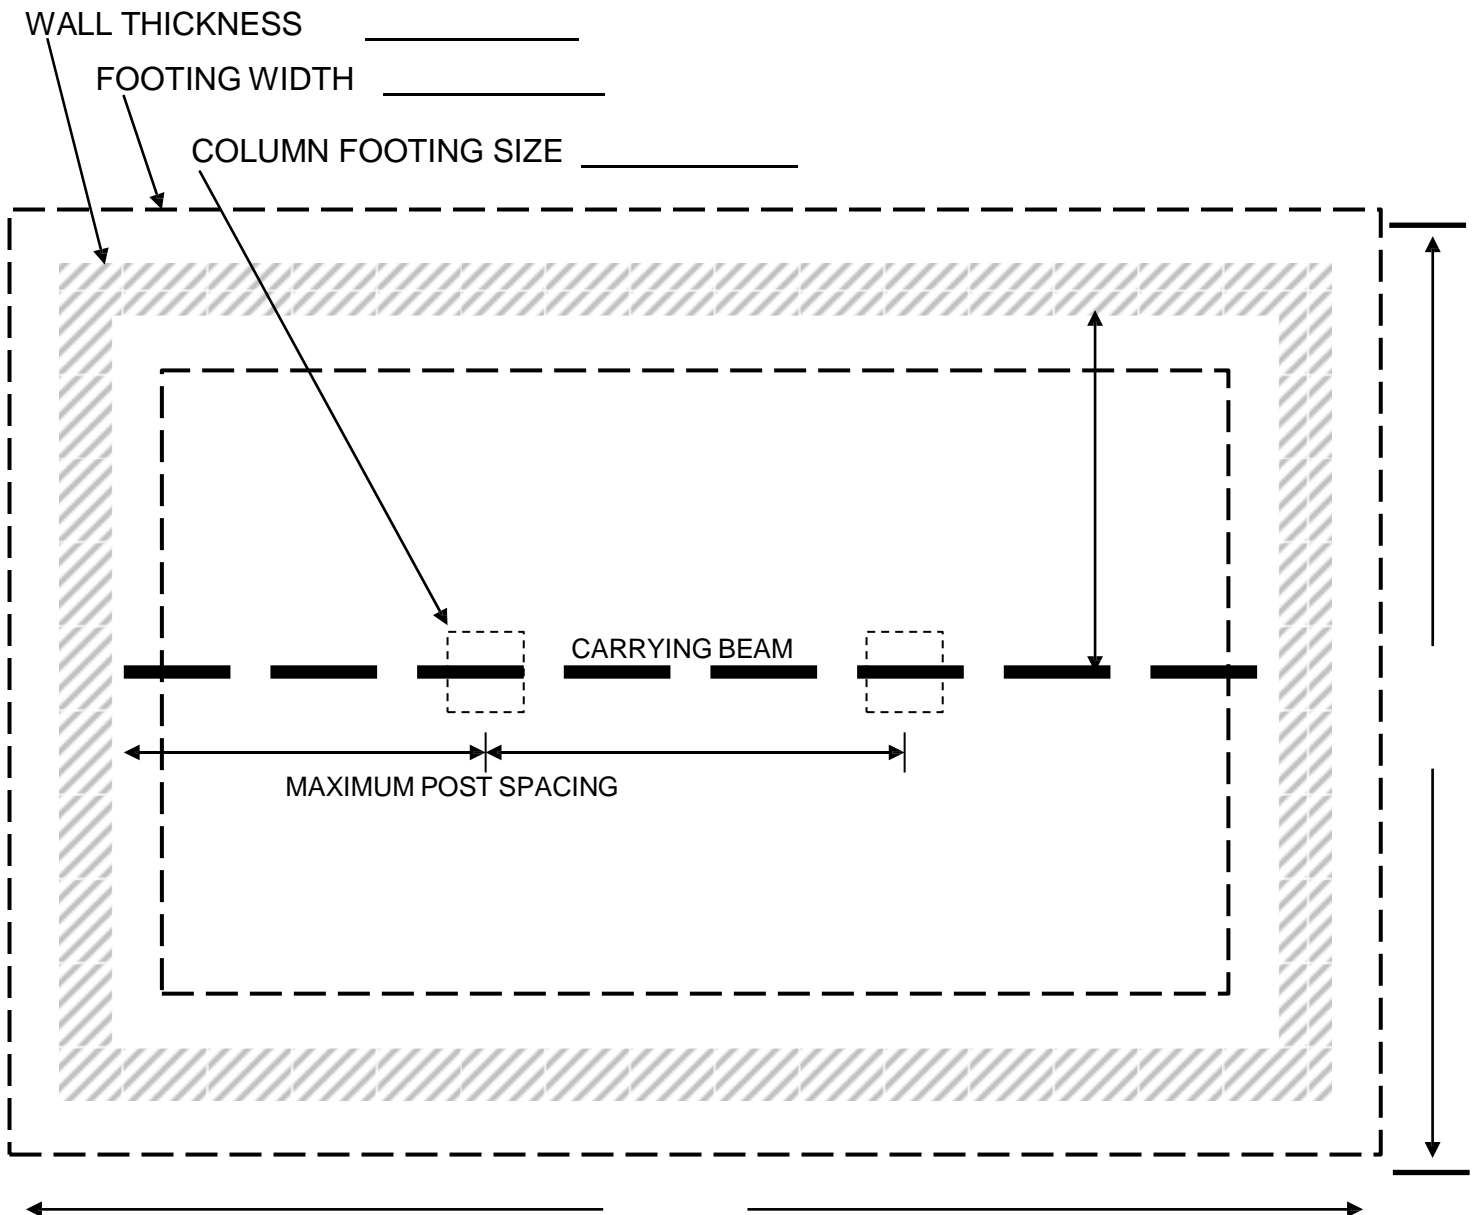 WALL THICKNESS
FOOTING WIDTH
COLUMN FOOTING SIZE
CARRYING BEAM
MAXIMUM POST SPACING